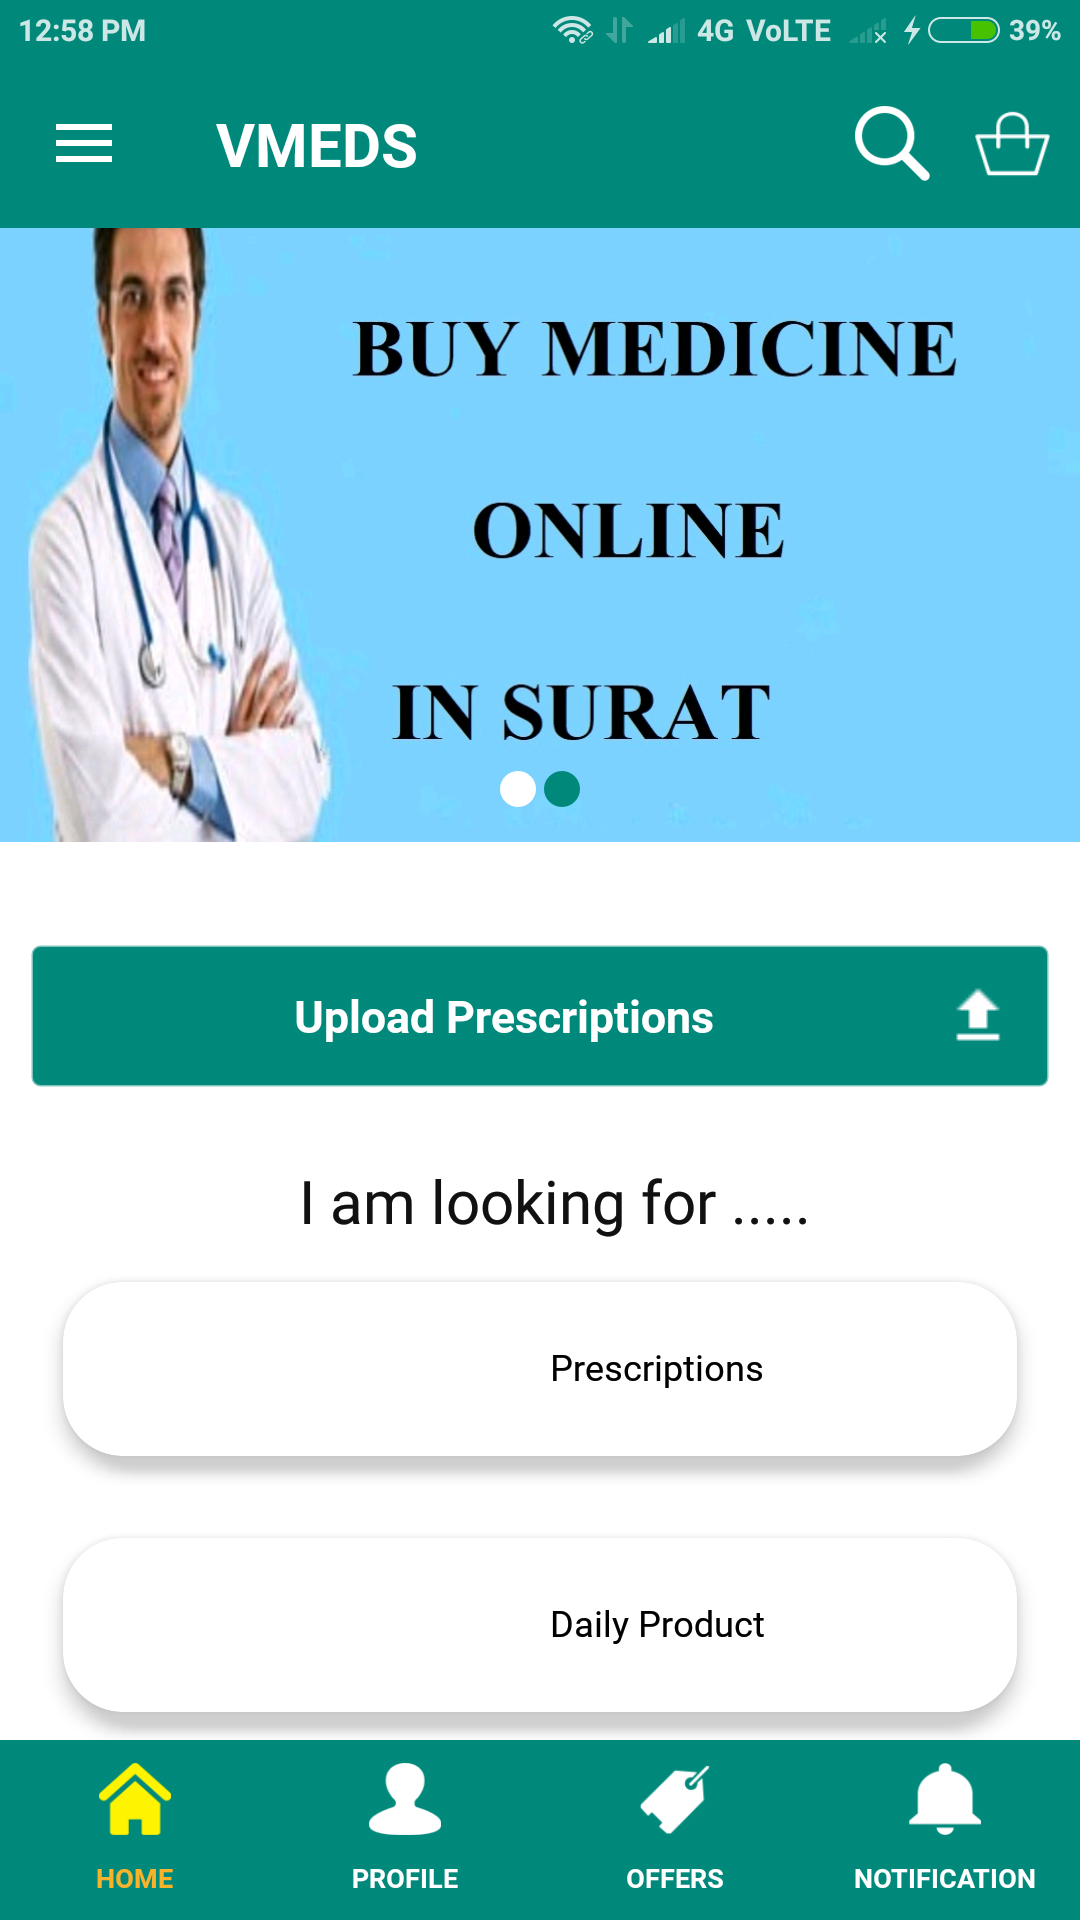 12:58 PM
4G VoLTE
39%
VMEDS
BUY MEDICINE
ONLINE
IN SURAT
Upload Prescriptions
I am looking for .....
Prescriptions
Daily Product
HOME
PROFILE
OFFERS
NOTIFICATION